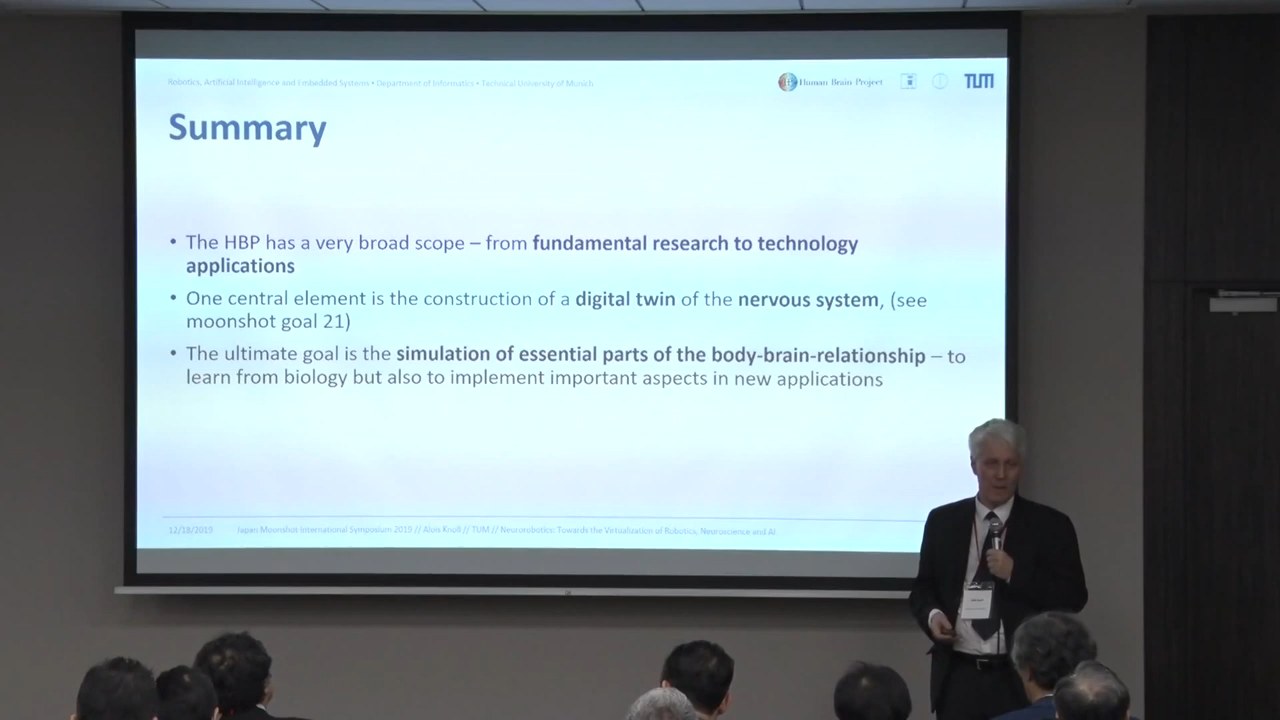 Robotics, Artificial Intelligence and Embedded Systems • Department of Informatics • Technical University of Munich
Human Brain Project
TUM
Summary
• The HBP has a very broad scope – from fundamental research to technology
applications
• One central element is the construction of a digital twin of the nervous system, (see
moonshot goal 21)
• The ultimate goal is the simulation of essential parts of the body-brain-relationship – to
learn from biology but also to implement important aspects in new applications
12/18/2019
Japan Moonshot International Symposium 2019 // Alois Knoll // TUM // Neurorobotics: Towards the Virtualization of Robotics, Neuroscience and AI